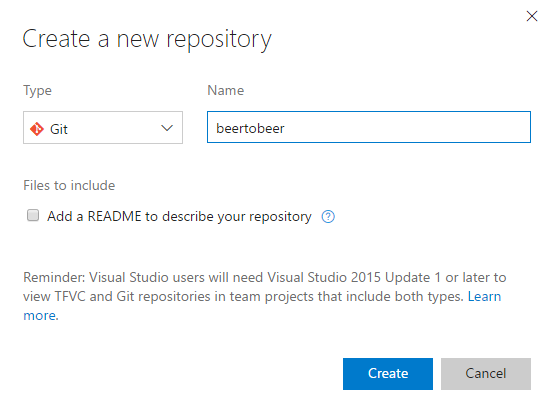 Create a new repository
Type
Name
Git
beertobeer
Files to include
Add a README to describe your repository
Reminder: Visual Studio users will need Visual Studio 2015 Update 1 or later to
view TFVC and Git repositories in team projects that include both types. Learn
more.
Create
Cancel